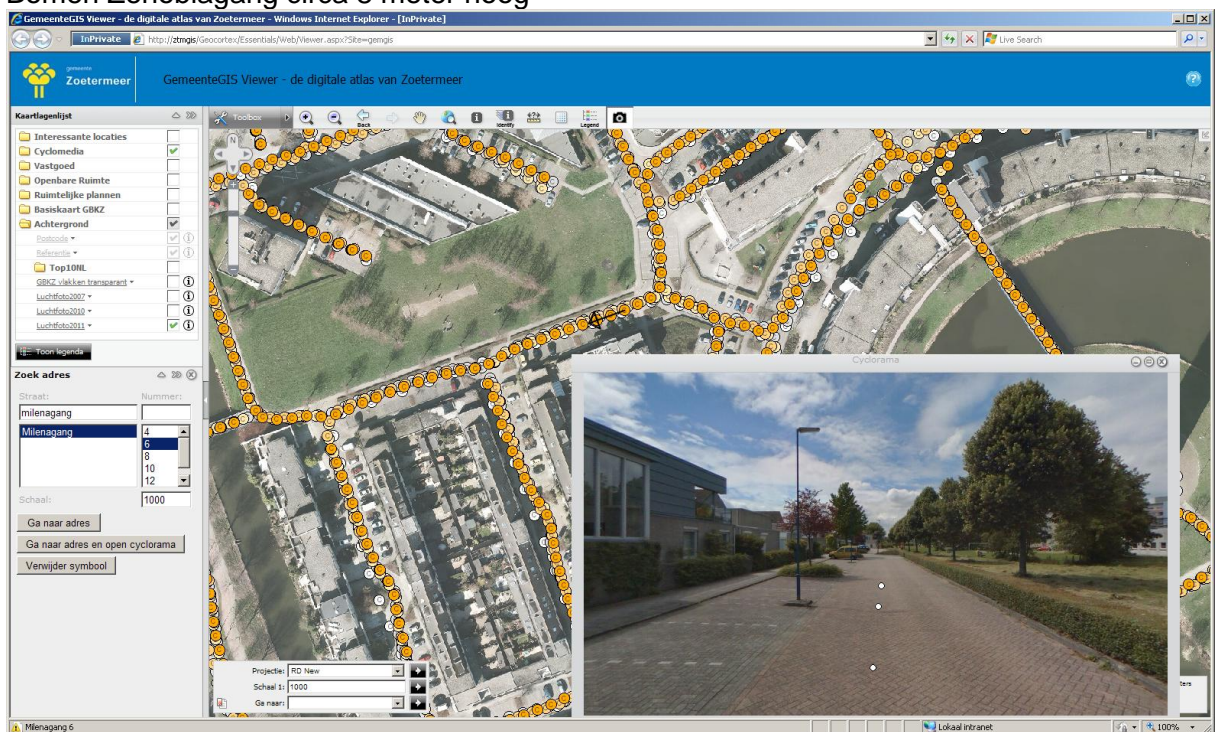 GemeenteGIS Viewer - de digitale atlas van Zoetermeer - Windows Internet Explorer - [InPrivate]
InPrivate http://ztmgis/Geocortex/Essentials/Web/Viewer.aspx?Site=gemgis Live Search
gemeente
Zoetermeer GemeenteGIS Viewer - de digitale atlas van Zoetermeer
Kaartlagenlijst Toolbox Back Identify Legend
Interessante locaties
Cyclomedia
Vastgoed
Openbare Ruimte
Ruimtelijke plannen
Basiskaart GBKZ
Achtergrond
Postcode
Referentie
Top10NL
GBKZ vlakken transparant
Luchtfoto2007
Luchtfoto2010
Luchtfoto2011
Toon legenda
Zoek adres
Straat: Nummer:
milenagang
Milenagang 4
6
8
10
12
Schaal: 1000
Ga naar adres
Ga naar adres en open cyclorama
Verwijder symbool
Cyclorama
Projectie: RD New
Schaal 1: 1000
Ga naar:
Milenagang 6 Lokaal intranet 100%